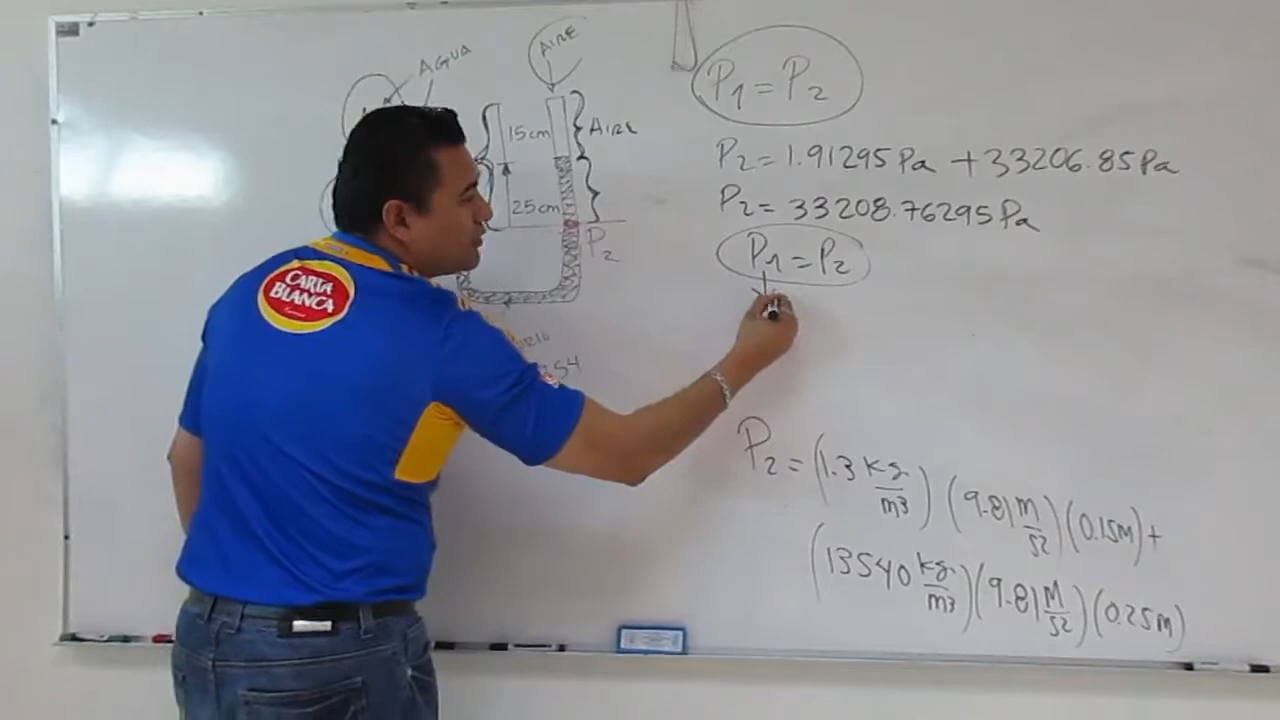 AGUA
AIRE
15cm
AIRE
25cm
P2
54
CARTA
BLANCA
P1 = P2
P2 = 1.91295 Pa + 33206.85 Pa
P2 = 33208.76295 Pa
P1 = P2
P2 = (1.3 kg/m3) (9.81 m/s2) (0.15m) +
(13540 kg/m3) (9.81 M/s2) (0.25m)